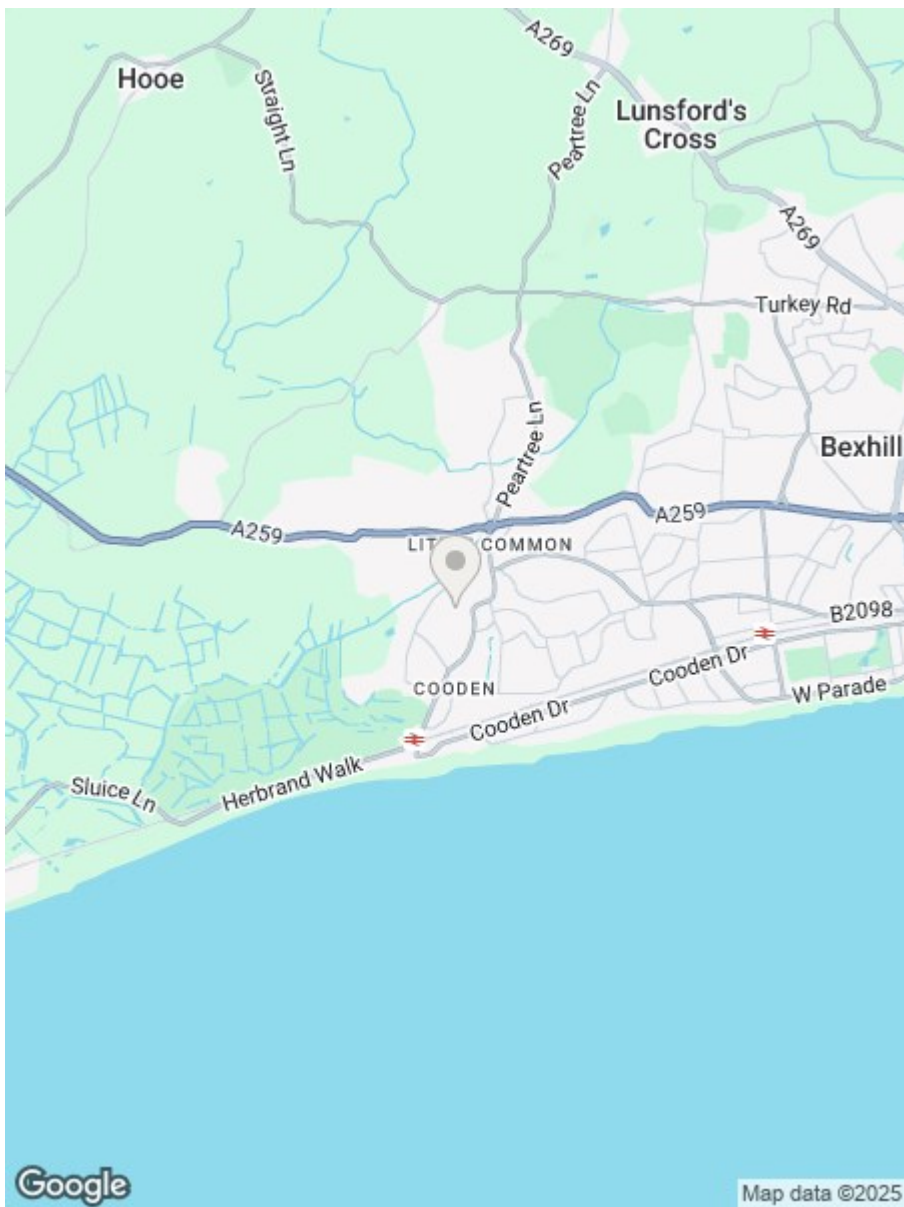 A269
Hooe
Straight Ln
Peartree Ln
Lunsford's
Cross
A269
Turkey Rd
Peartree Ln
Bexhill
A259
A259
COMMON
B2098
COODEN
Cooden Dr
Cooden Dr
W Parade
Herbrand Walk
Sluice Ln
Google
Map data ©2025